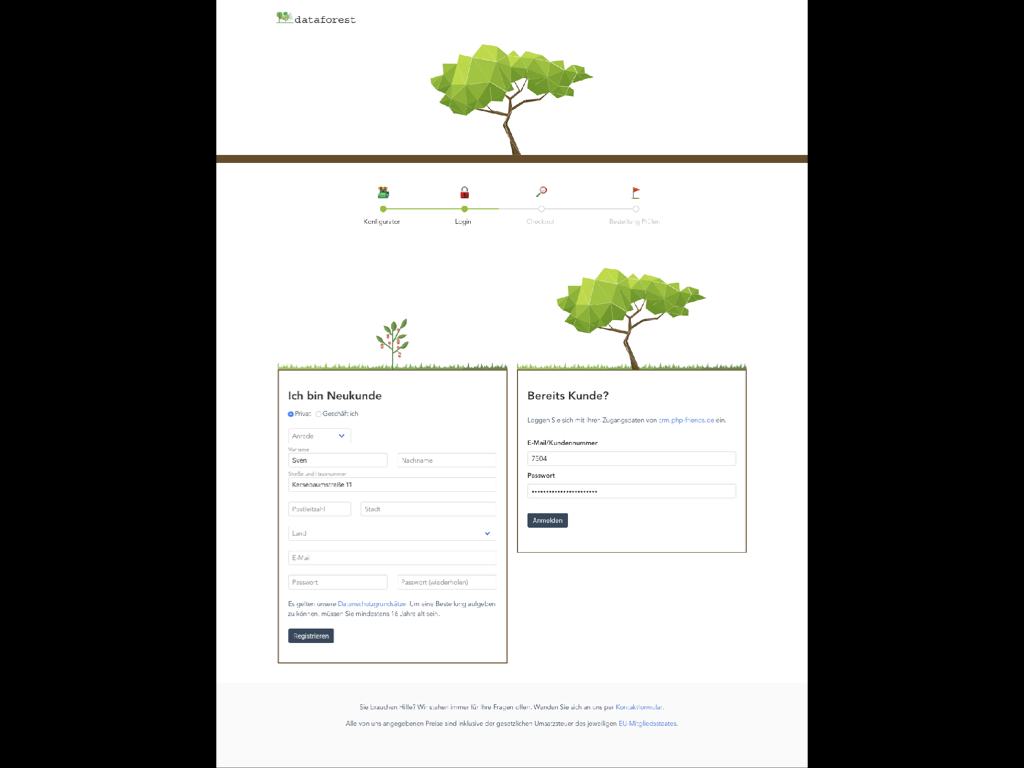 dataforest
Konfigurator
Login
Checkout
Bestellung Prüfen
Ich bin Neukunde
Privat
Geschäftlich
Anrede
Vorname
Sven
Nachname
Straße und Hausnummer
Kersebaumstraße 11
Postleitzahl
Stadt
Land
E-Mail
Passwort
Passwort (wiederholen)
Es gelten unsere Datenschutzgrundsätze. Um eine Bestellung aufgeben
zu können, müssen Sie mindestens 16 Jahre alt sein.
Registrieren
Bereits Kunde?
Loggen Sie sich mit Ihren Zugangsdaten von crm.php-friends.de ein.
E-Mail/Kundennummer
7504
Passwort
Anmelden
Sie brauchen Hilfe? Wir stehen immer für Ihre Fragen offen. Wenden Sie sich an uns per Kontaktformular.
Alle von uns angegebenen Preise sind inklusive der gesetzlichen Umsatzsteuer des jeweiligen EU-Mitgliedsstaates.